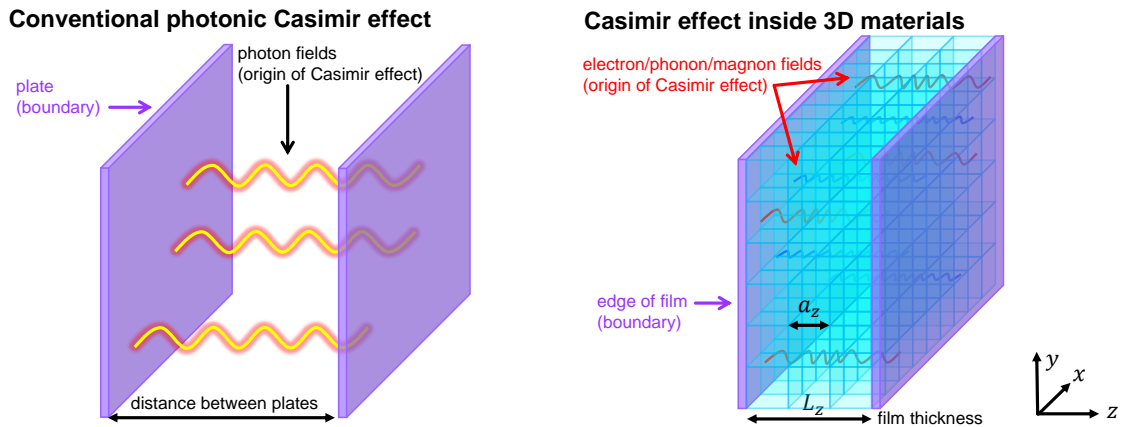 Conventional photonic Casimir effect
photon fields
(origin of Casimir effect)
plate
(boundary)
distance between plates
Casimir effect inside 3D materials
electron/phonon/magnon fields
(origin of Casimir effect)
edge of film
(boundary)
a_z
L_z
film thickness
y
x
z